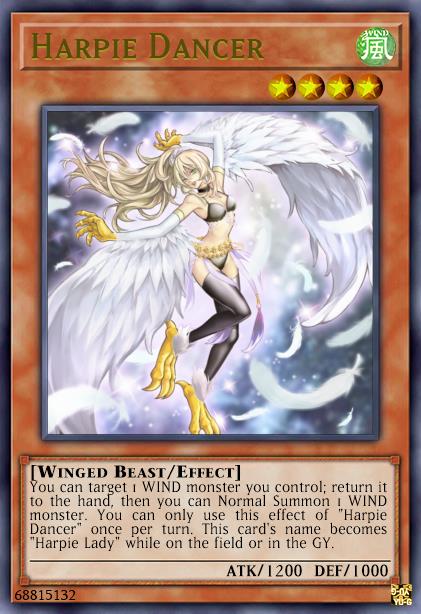 Harpie Dancer
WIND
風
[Winged Beast/Effect]
You can target 1 WIND monster you control; return it
to the hand, then you can Normal Summon 1 WIND
monster. You can only use this effect of "Harpie
Dancer" once per turn. This card's name becomes
"Harpie Lady" while on the field or in the GY.
ATK/1200 DEF/1000
68815132